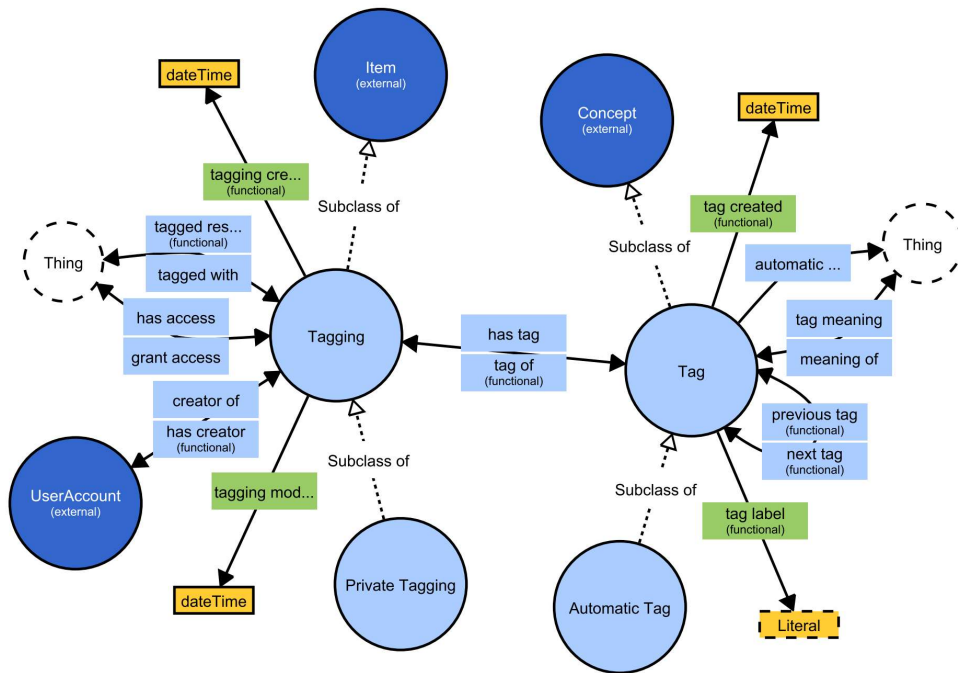 Item
(external)
dateTime
dateTime
Concept
(external)
tagging cre...
(functional)
tag created
(functional)
Subclass of
tagged res...
(functional)
tagged with
Thing
Subclass of
automatic ...
Thing
has access
grant access
Tagging
has tag
tag of
(functional)
Tag
tag meaning
meaning of
creator of
has creator
(functional)
previous tag
(functional)
next tag
(functional)
Subclass of
UserAccount
(external)
tagging mod...
Subclass of
tag label
(functional)
Private Tagging
dateTime
Automatic Tag
Literal